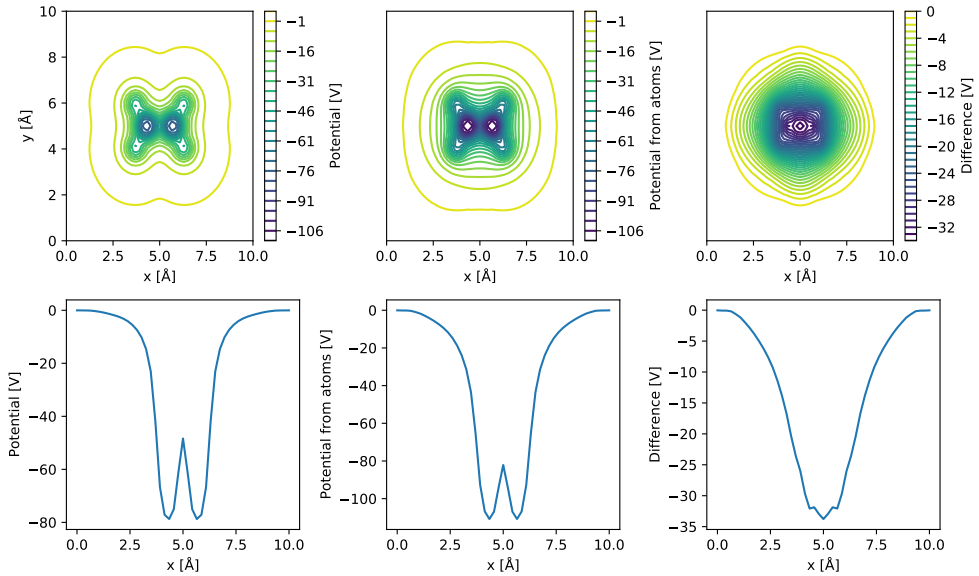 10
8
6
4
2
0
y [Å]
0.0 2.5 5.0 7.5 10.0
x [Å]
−1
−16
−31
−46
−61
−76
−91
−106
Potential [V]
0.0 2.5 5.0 7.5 10.0
x [Å]
−1
−16
−31
−46
−61
−76
−91
−106
Potential from atoms [V]
0.0 2.5 5.0 7.5 10.0
x [Å]
0
−4
−8
−12
−16
−20
−24
−28
−32
Difference [V]
0
−20
−40
−60
−80
Potential [V]
0.0 2.5 5.0 7.5 10.0
x [Å]
0
−20
−40
−60
−80
−100
Potential from atoms [V]
0.0 2.5 5.0 7.5 10.0
x [Å]
0
−5
−10
−15
−20
−25
−30
−35
Difference [V]
0.0 2.5 5.0 7.5 10.0
x [Å]